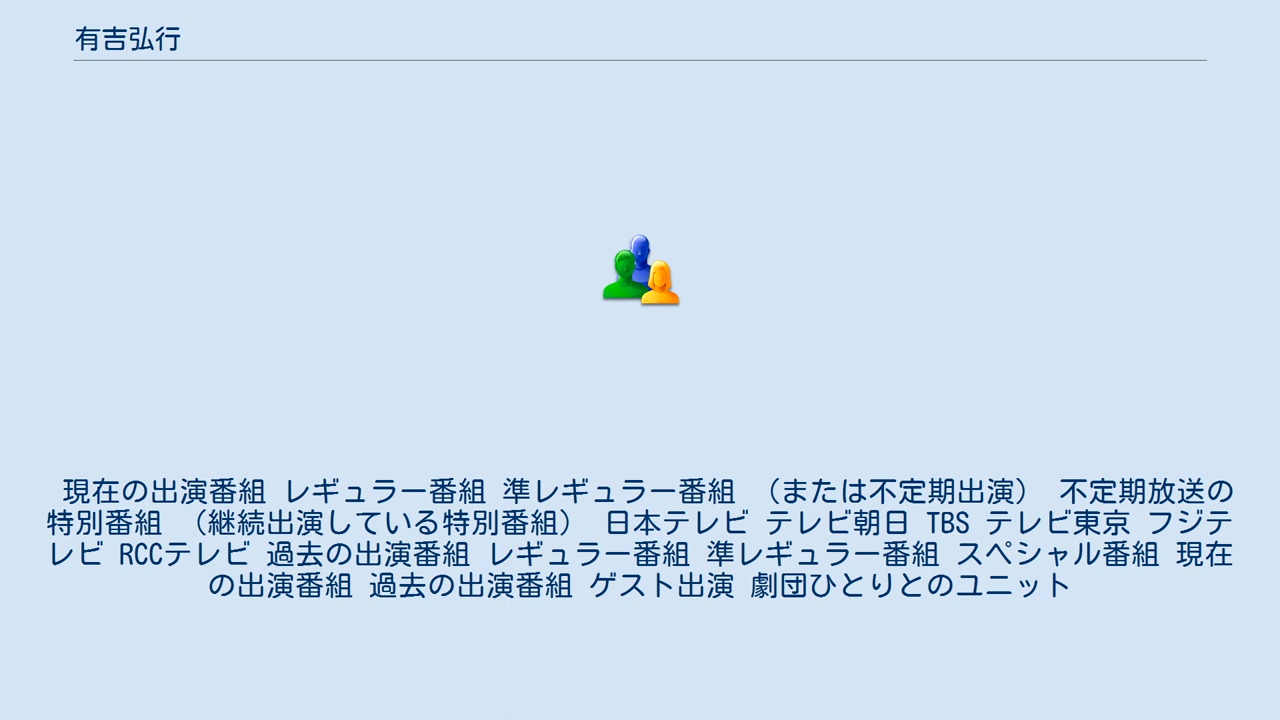 有吉弘行
現在の出演番組 レギュラー番組 準レギュラー番組 （または不定期出演） 不定期放送の
特別番組 （継続出演している特別番組） 日本テレビ テレビ朝日 TBS テレビ東京 フジテ
レビ RCCテレビ 過去の出演番組 レギュラー番組 準レギュラー番組 スペシャル番組 現在
の出演番組 過去の出演番組 ゲスト出演 劇団ひとりとのユニット